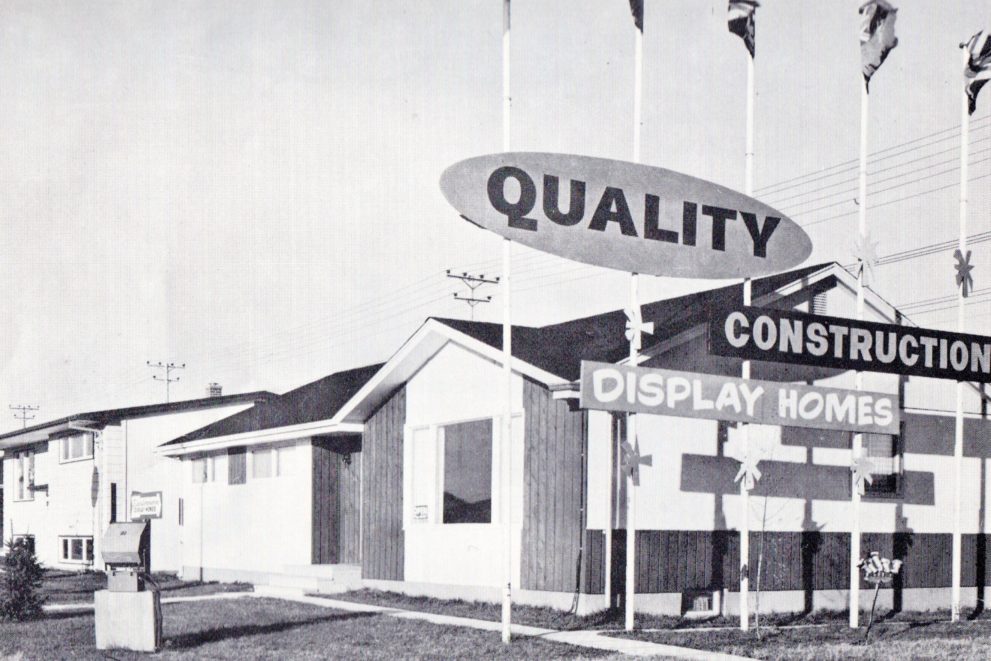 QUALITY
CONSTRUCTION
DISPLAY HOMES